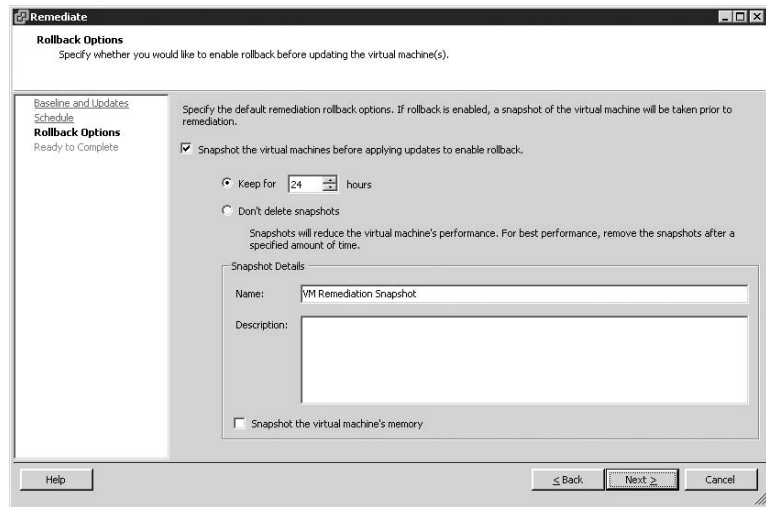 Remediate
Rollback Options
Specify whether you would like to enable rollback before updating the virtual machine(s).
Baseline and Updates
Schedule
Rollback Options
Ready to Complete
Specify the default remediation rollback options. If rollback is enabled, a snapshot of the virtual machine will be taken prior to
remediation.
Snapshot the virtual machines before applying updates to enable rollback.
Keep for 24 hours
Don't delete snapshots
Snapshots will reduce the virtual machine's performance. For best performance, remove the snapshots after a
specified amount of time.
Snapshot Details
Name: VM Remediation Snapshot
Description:
Snapshot the virtual machine's memory
Help
≤ Back
Next ≥
Cancel